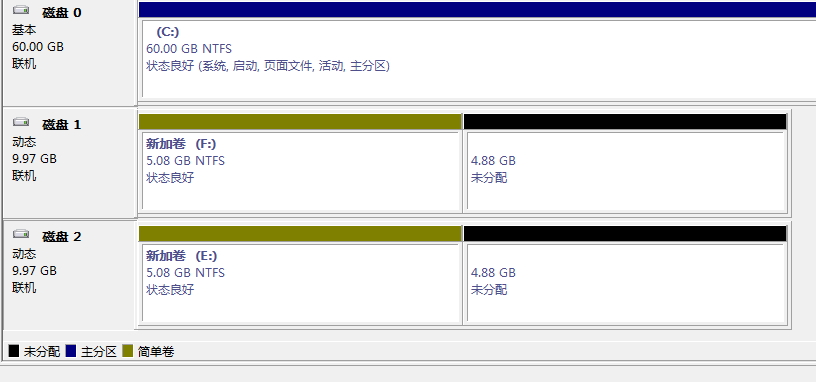 磁盘 0
基本
60.00 GB
联机
(C:)
60.00 GB NTFS
状态良好 (系统, 启动, 页面文件, 活动, 主分区)
磁盘 1
动态
9.97 GB
联机
新加卷 (F:)
5.08 GB NTFS
状态良好
4.88 GB
未分配
磁盘 2
动态
9.97 GB
联机
新加卷 (E:)
5.08 GB NTFS
状态良好
4.88 GB
未分配
未分配 主分区 简单卷